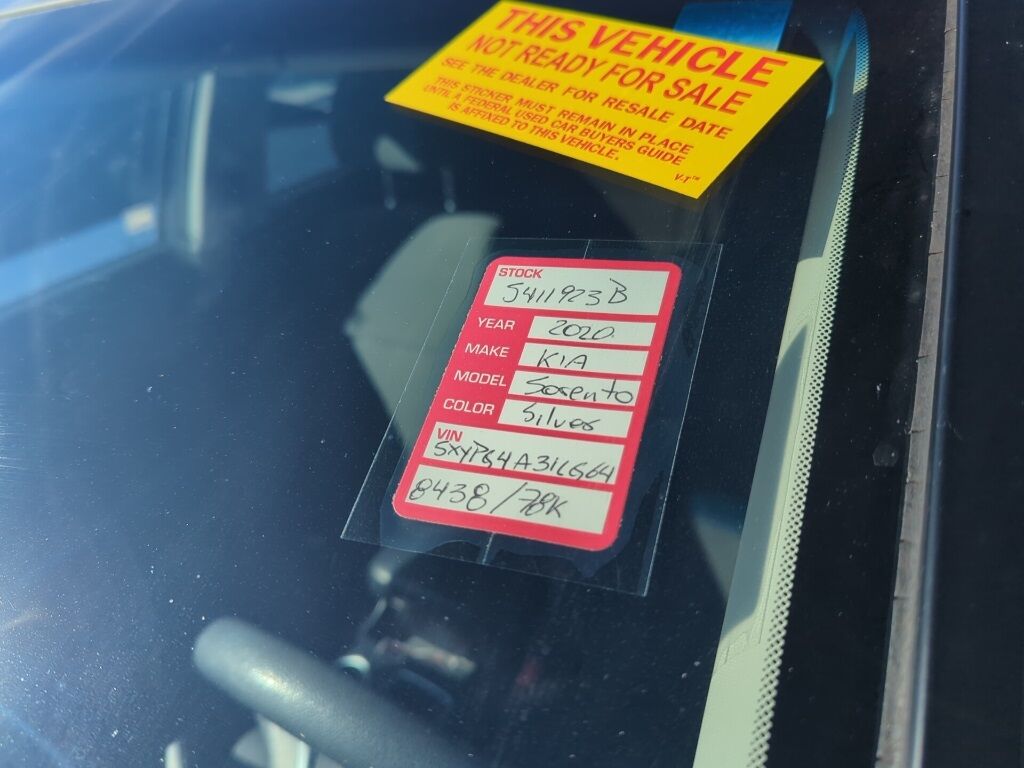 THIS VEHICLE
NOT READY FOR SALE
SEE THE DEALER FOR RESALE DATE
THIS STICKER MUST REMAIN IN PLACE
UNTIL A FEDERAL USED CAR BUYERS GUIDE
IS AFFIXED TO THIS VEHICLE.
V-T™
STOCK
5411923B
YEAR 2020
MAKE KIA
MODEL Sorento
COLOR Silver
VIN
5XYPG4A31LG64
8438/78K